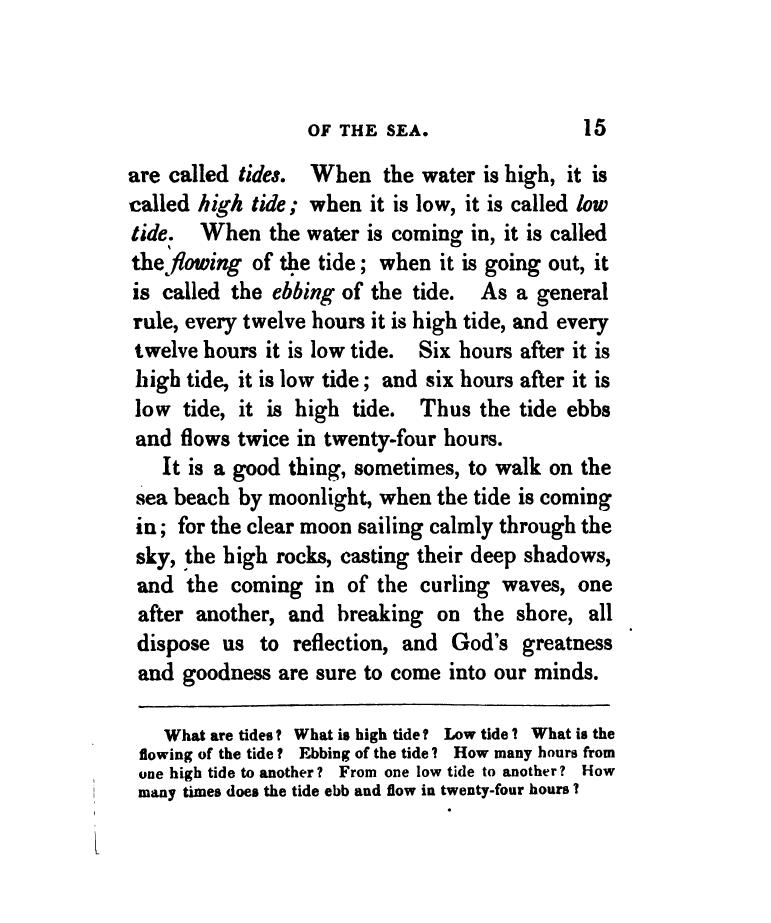 OF THE SEA. 15
are called tides. When the water is high, it is
called high tide; when it is low, it is called low
tide. When the water is coming in, it is called
the flowing of the tide; when it is going out, it
is called the ebbing of the tide. As a general
rule, every twelve hours it is high tide, and every
twelve hours it is low tide. Six hours after it is
high tide, it is low tide; and six hours after it is
low tide, it is high tide. Thus the tide ebbs
and flows twice in twenty-four hours.
It is a good thing, sometimes, to walk on the
sea beach by moonlight, when the tide is coming
in; for the clear moon sailing calmly through the
sky, the high rocks, casting their deep shadows,
and the coming in of the curling waves, one
after another, and breaking on the shore, all
dispose us to reflection, and God's greatness
and goodness are sure to come into our minds.
What are tides? What is high tide? Low tide? What is the
flowing of the tide? Ebbing of the tide? How many hours from
one high tide to another? From one low tide to another? How
many times does the tide ebb and flow in twenty-four hours?